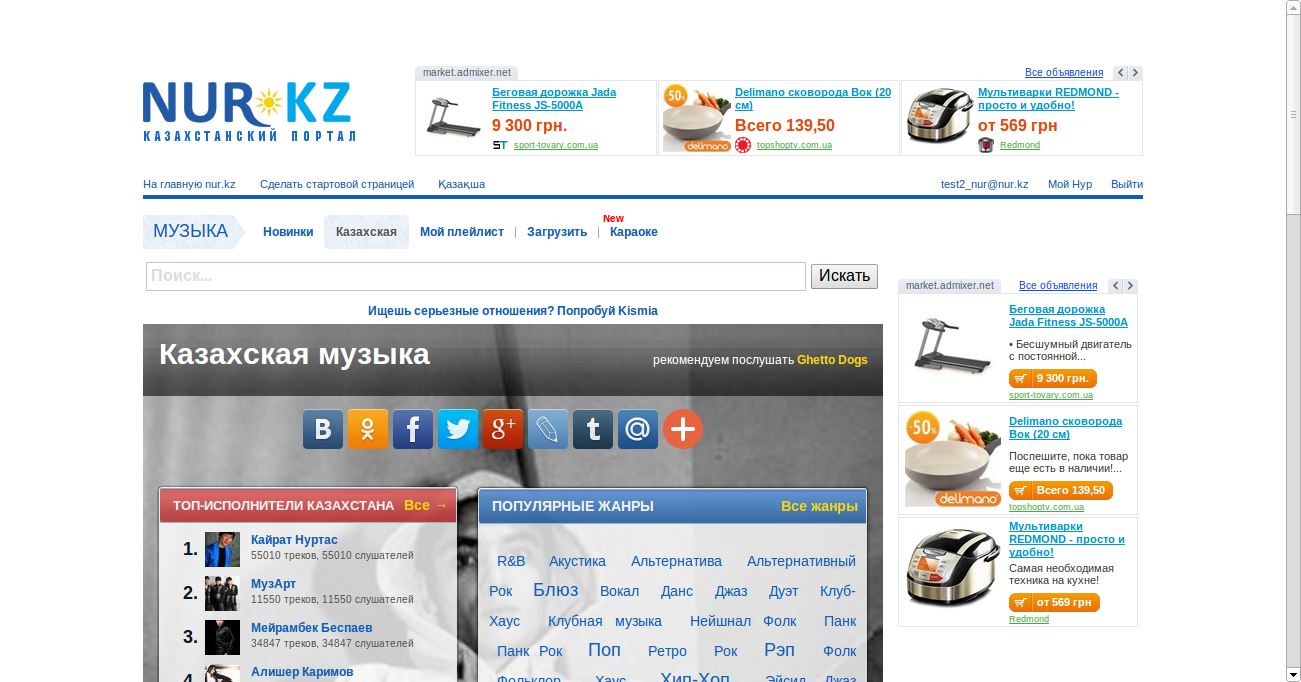 NUR KZ
КАЗАХСТАНСКИЙ ПОРТАЛ
market.admixer.net
Все объявления
Беговая дорожка Jada Fitness JS-5000A
9 300 грн.
sport-tovary.com.ua
50%
delimano
Delimano сковорода Вок (20 см)
Всего 139,50
topshoptv.com.ua
Мультиварки REDMOND - просто и удобно!
от 569 грн
Redmond
На главную nur.kz
Сделать стартовой страницей
Қазақша
test2_nur@nur.kz
Мой Нур
Выйти
МУЗЫКА
Новинки
Казахская
Мой плейлист
Загрузить
New
Караоке
Поиск...
Искать
Ищешь серьезные отношения? Попробуй Kismia
Казахская музыка
рекомендуем послушать Ghetto Dogs
ТОП-ИСПОЛНИТЕЛИ КАЗАХСТАНА Все →
1. Кайрат Нуртас
55010 треков, 55010 слушателей
2. МузАрт
11550 треков, 11550 слушателей
3. Мейрамбек Беспаев
34847 треков, 34847 слушателей
4. Алишер Каримов
ПОПУЛЯРНЫЕ ЖАНРЫ Все жанры
R&B Акустика Альтернатива Альтернативный
Рок Блюз Вокал Данс Джаз Дуэт Клуб-
Хаус Клубная музыка Нейшнал Фолк Панк
Панк Рок Поп Ретро Рок Рэп Фолк
Фольклор Хаус Хип-Хоп Эйсид Джаз
market.admixer.net
Все объявления
Беговая дорожка
Jada Fitness JS-5000A
• Бесшумный двигатель
с постоянной...
9 300 грн.
sport-tovary.com.ua
-50%
delimano
Delimano сковорода
Вок (20 см)
Поспешите, пока товар
еще есть в наличии!...
Всего 139,50
topshoptv.com.ua
Мультиварки
REDMOND - просто и
удобно!
Самая необходимая
техника на кухне!
от 569 грн
Redmond